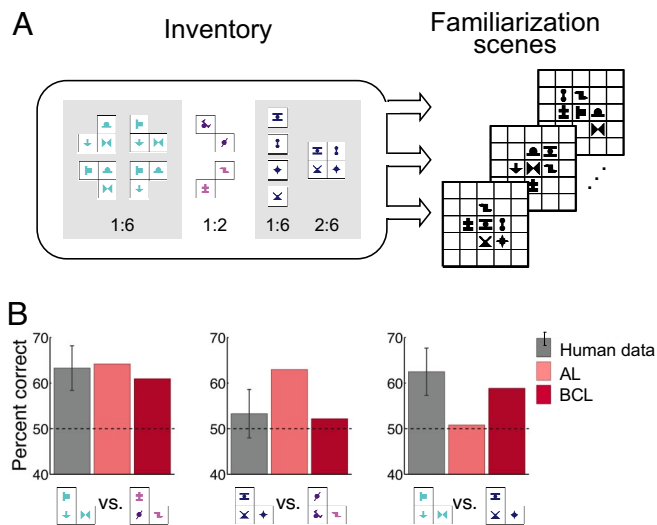 A
Inventory
Familiarization
scenes
1:6
1:2
1:6
2:6
B
Percent correct
70
60
50
40
70
60
50
40
70
60
50
40
Human data
AL
BCL
vs.
vs.
vs.